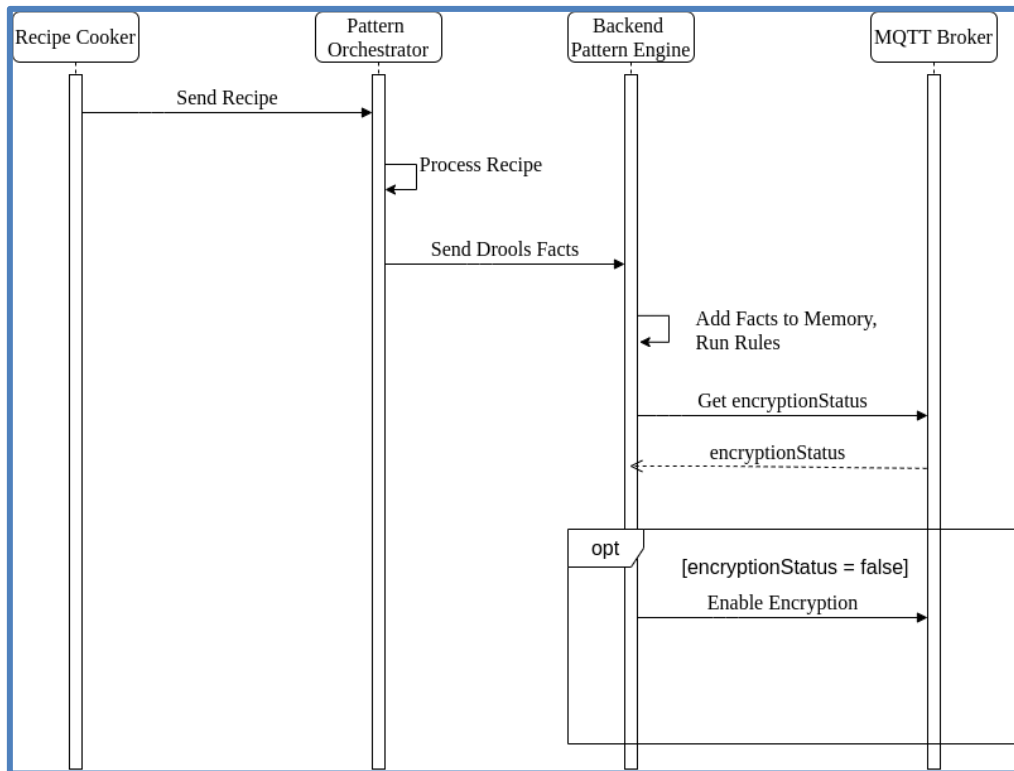 Recipe Cooker
Pattern
Orchestrator
Backend
Pattern Engine
MQTT Broker
Send Recipe
Process Recipe
Send Drools Facts
Add Facts to Memory,
Run Rules
Get encryptionStatus
encryptionStatus
opt
[encryptionStatus = false]
Enable Encryption